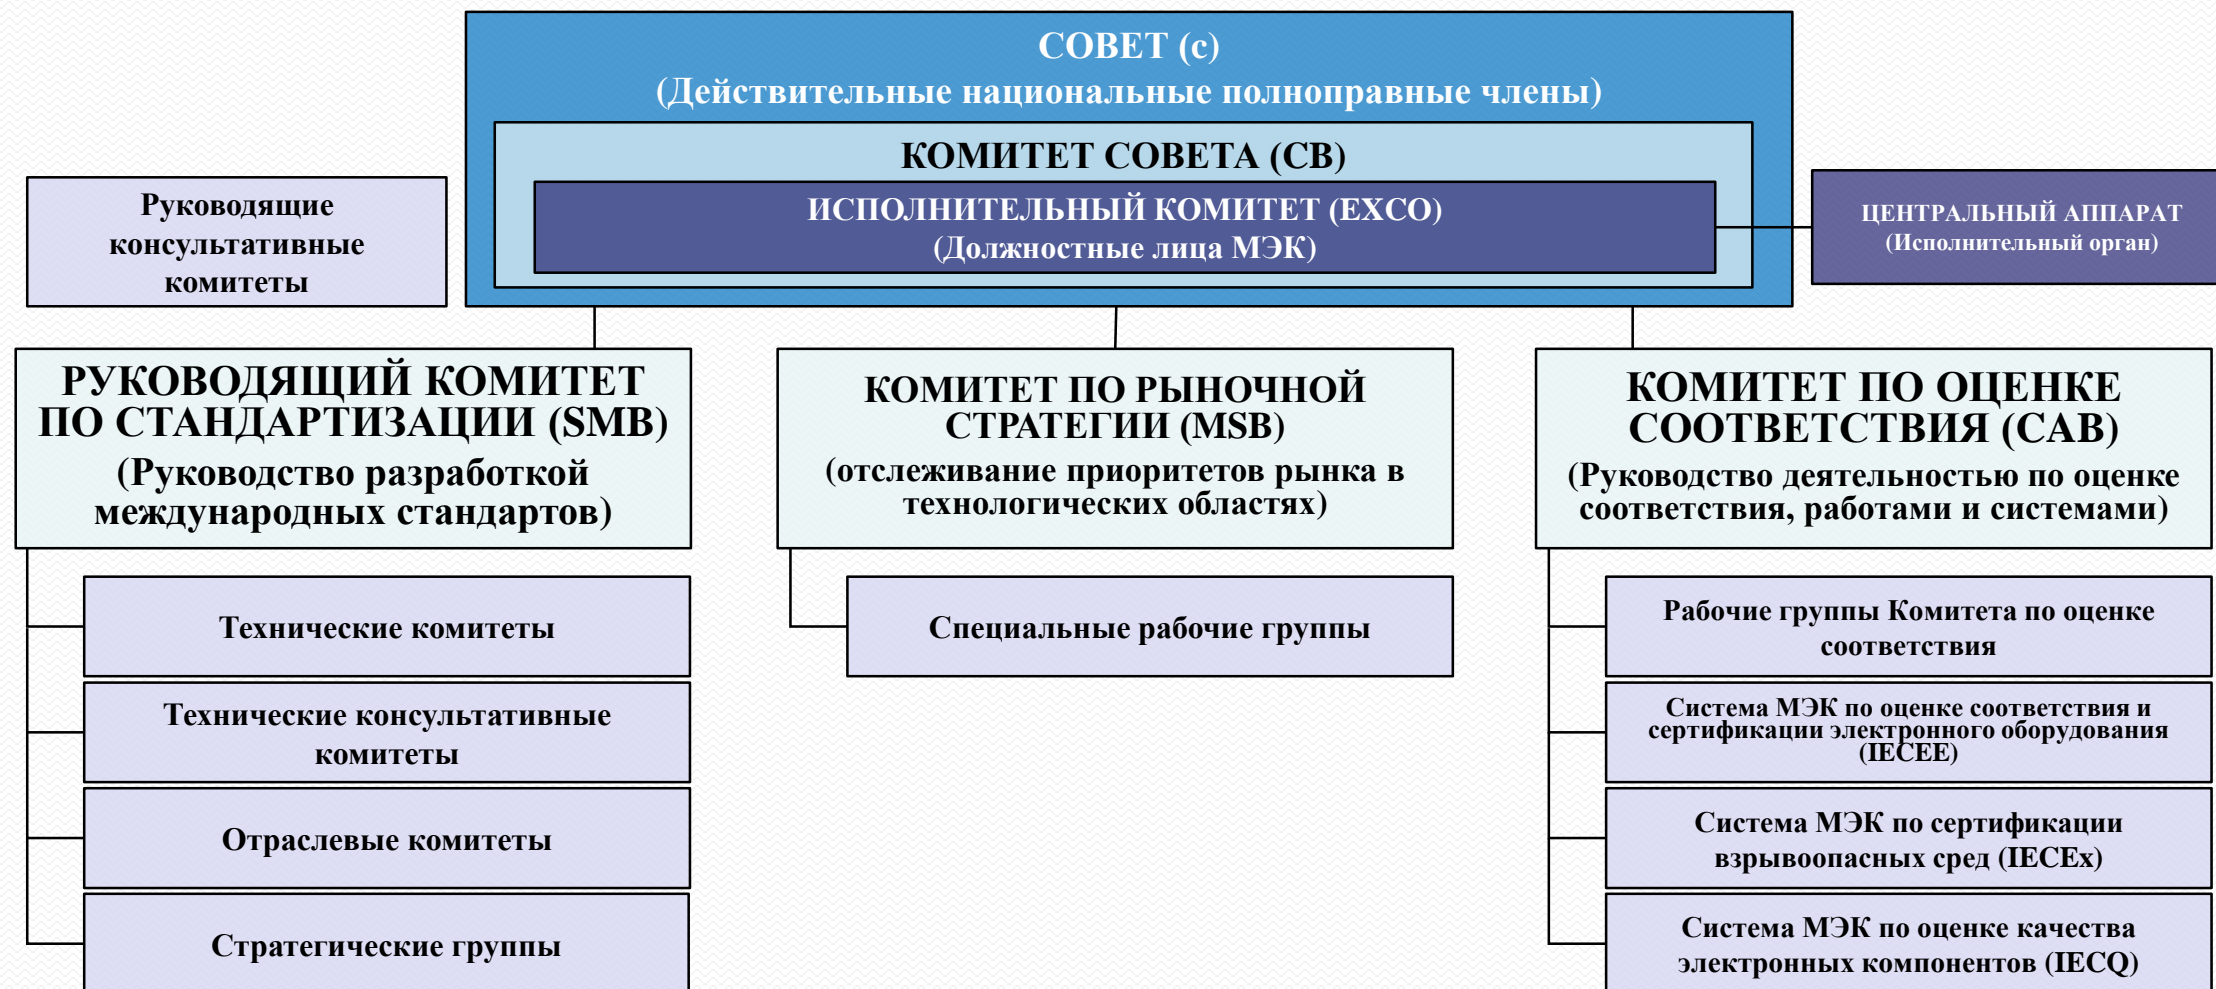 СОВЕТ (с)
(Действительные национальные полноправные члены)
КОМИТЕТ СОВЕТА (СВ)
ИСПОЛНИТЕЛЬНЫЙ КОМИТЕТ (EXCO)
(Должностные лица МЭК)
Руководящие
консультативные
комитеты
ЦЕНТРАЛЬНЫЙ АППАРАТ
(Исполнительный орган)
РУКОВОДЯЩИЙ КОМИТЕТ
ПО СТАНДАРТИЗАЦИИ (SMB)
(Руководство разработкой
международных стандартов)
Технические комитеты
Технические консультативные
комитеты
Отраслевые комитеты
Стратегические группы
КОМИТЕТ ПО РЫНОЧНОЙ
СТРАТЕГИИ (MSB)
(отслеживание приоритетов рынка в
технологических областях)
Специальные рабочие группы
КОМИТЕТ ПО ОЦЕНКЕ
СООТВЕТСТВИЯ (CAB)
(Руководство деятельностью по оценке
соответствия, работами и системами)
Рабочие группы Комитета по оценке
соответствия
Система МЭК по оценке соответствия и
сертификации электронного оборудования
(IECEE)
Система МЭК по сертификации
взрывоопасных сред (IECEx)
Система МЭК по оценке качества
электронных компонентов (IECQ)